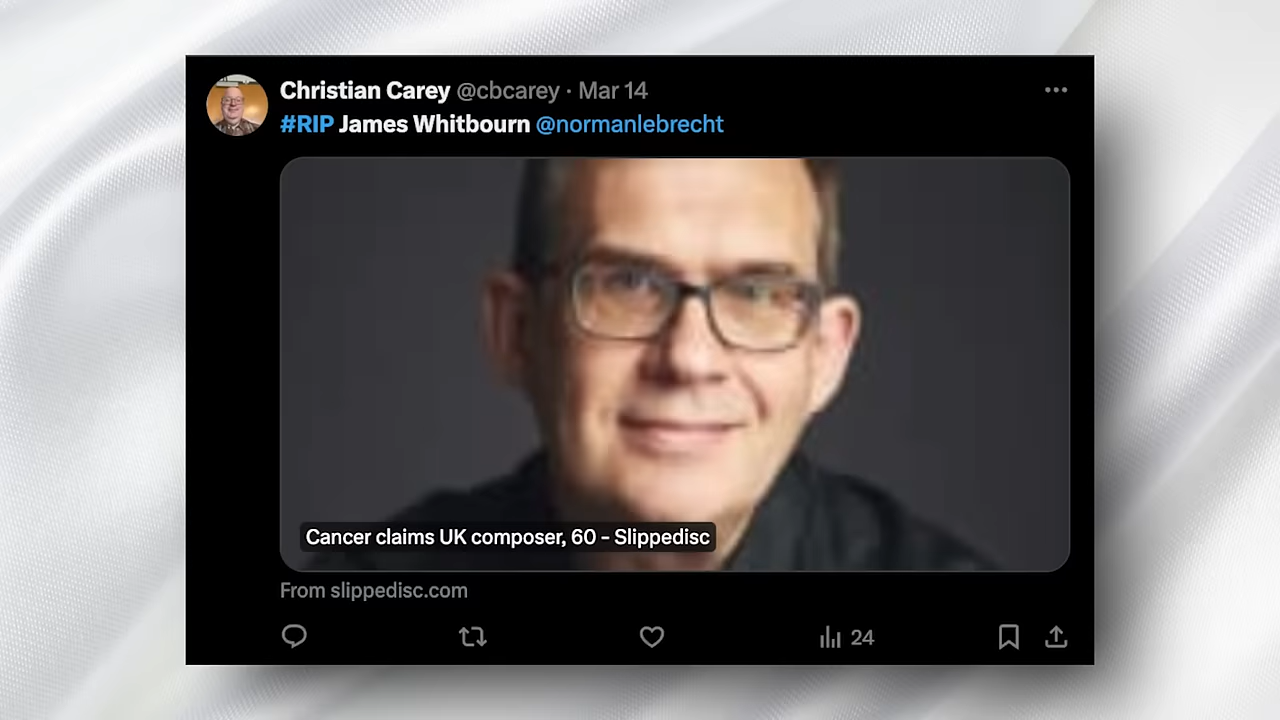 Christian Carey @cbcarey · Mar 14
#RIP James Whitbourn @normanlebrecht
Cancer claims UK composer, 60 - Slippedisc
From slippedisc.com
24